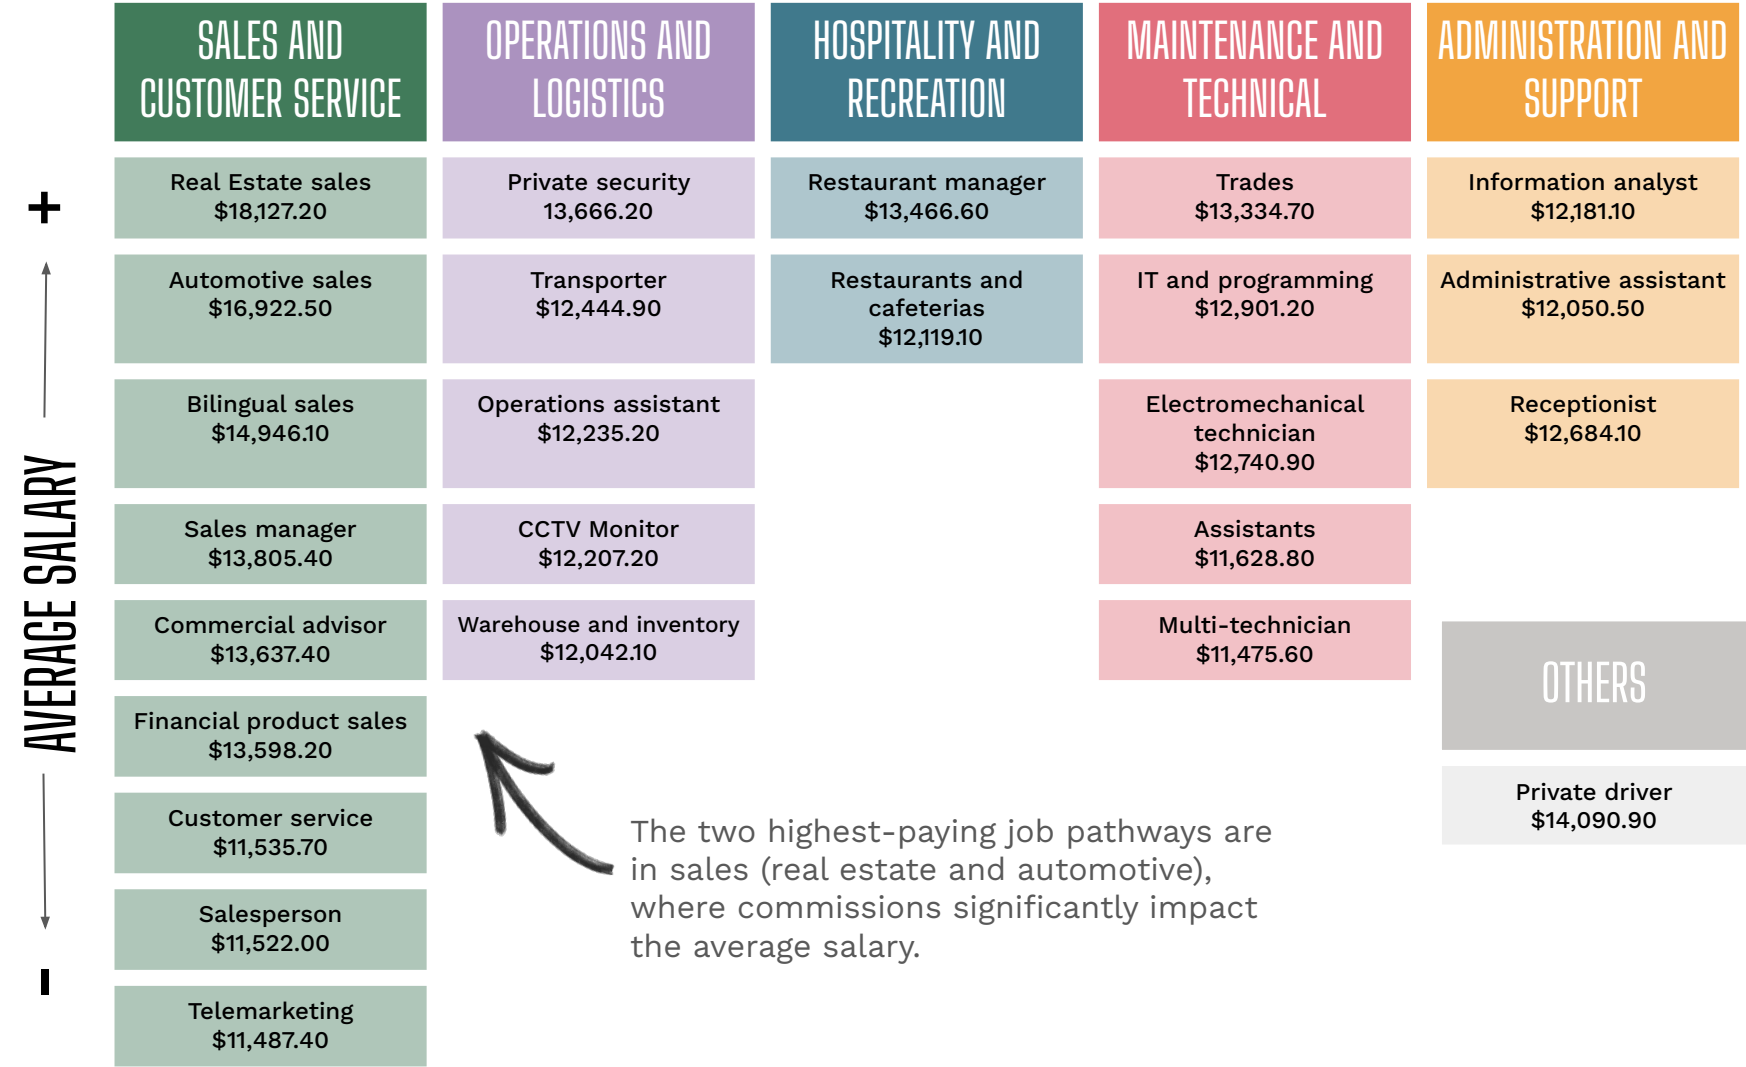 SALES AND
CUSTOMER SERVICE
Real Estate sales
$18,127.20
Automotive sales
$16,922.50
Bilingual sales
$14,946.10
Sales manager
$13,805.40
Commercial advisor
$13,637.40
Financial product sales
$13,598.20
Customer service
$11,535.70
Salesperson
$11,522.00
Telemarketing
$11,487.40
OPERATIONS AND
LOGISTICS
Private security
13,666.20
Transporter
$12,444.90
Operations assistant
$12,235.20
CCTV Monitor
$12,207.20
Warehouse and inventory
$12,042.10
HOSPITALITY AND
RECREATION
Restaurant manager
$13,466.60
Restaurants and
cafeterias
$12,119.10
MAINTENANCE AND
TECHNICAL
Trades
$13,334.70
IT and programming
$12,901.20
Electromechanical
technician
$12,740.90
Assistants
$11,628.80
Multi-technician
$11,475.60
ADMINISTRATION AND
SUPPORT
Information analyst
$12,181.10
Administrative assistant
$12,050.50
Receptionist
$12,684.10
OTHERS
Private driver
$14,090.90
+
AVERAGE SALARY
-
The two highest-paying job pathways are
in sales (real estate and automotive),
where commissions significantly impact
the average salary.